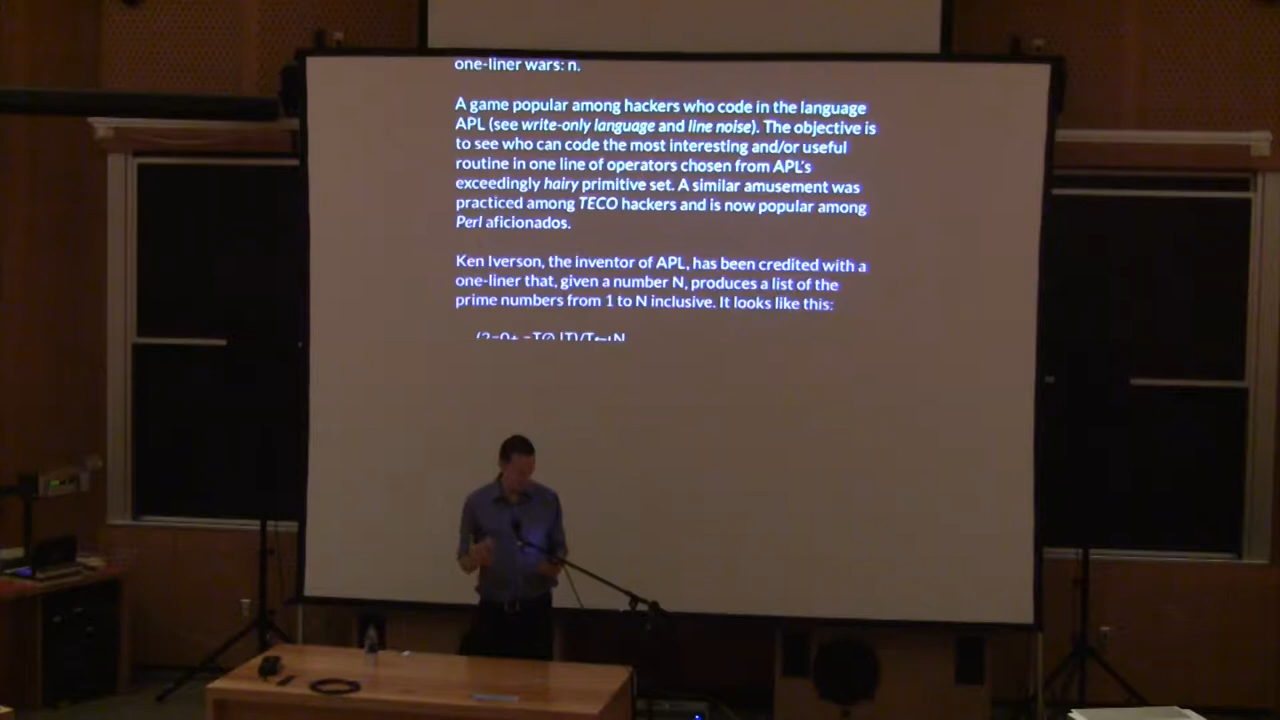 one-liner wars: n.
A game popular among hackers who code in the language
APL (see write-only language and line noise). The objective is
to see who can code the most interesting and/or useful
routine in one line of operators chosen from APL's
exceedingly hairy primitive set. A similar amusement was
practiced among TECO hackers and is now popular among
Perl aficionados.
Ken Iverson, the inventor of APL, has been credited with a
one-liner that, given a number N, produces a list of the
prime numbers from 1 to N inclusive. It looks like this: